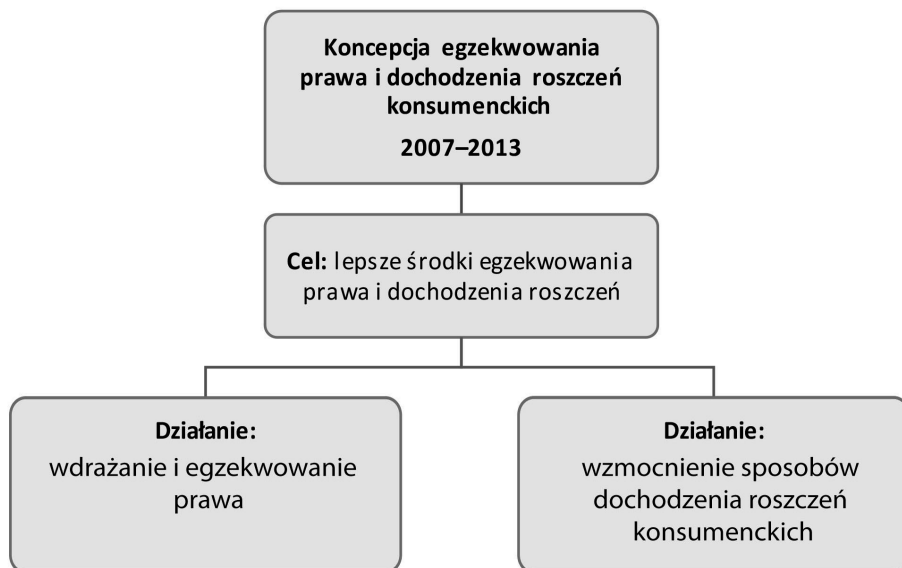 Koncepcja egzekwowania
prawa i dochodzenia roszczeń
konsumenckich
2007–2013
Cel: lepsze środki egzekwowania
prawa i dochodzenia roszczeń
Działanie:
wdrażanie i egzekwowanie
prawa
Działanie:
wzmocnienie sposobów
dochodzenia roszczeń
konsumenckich